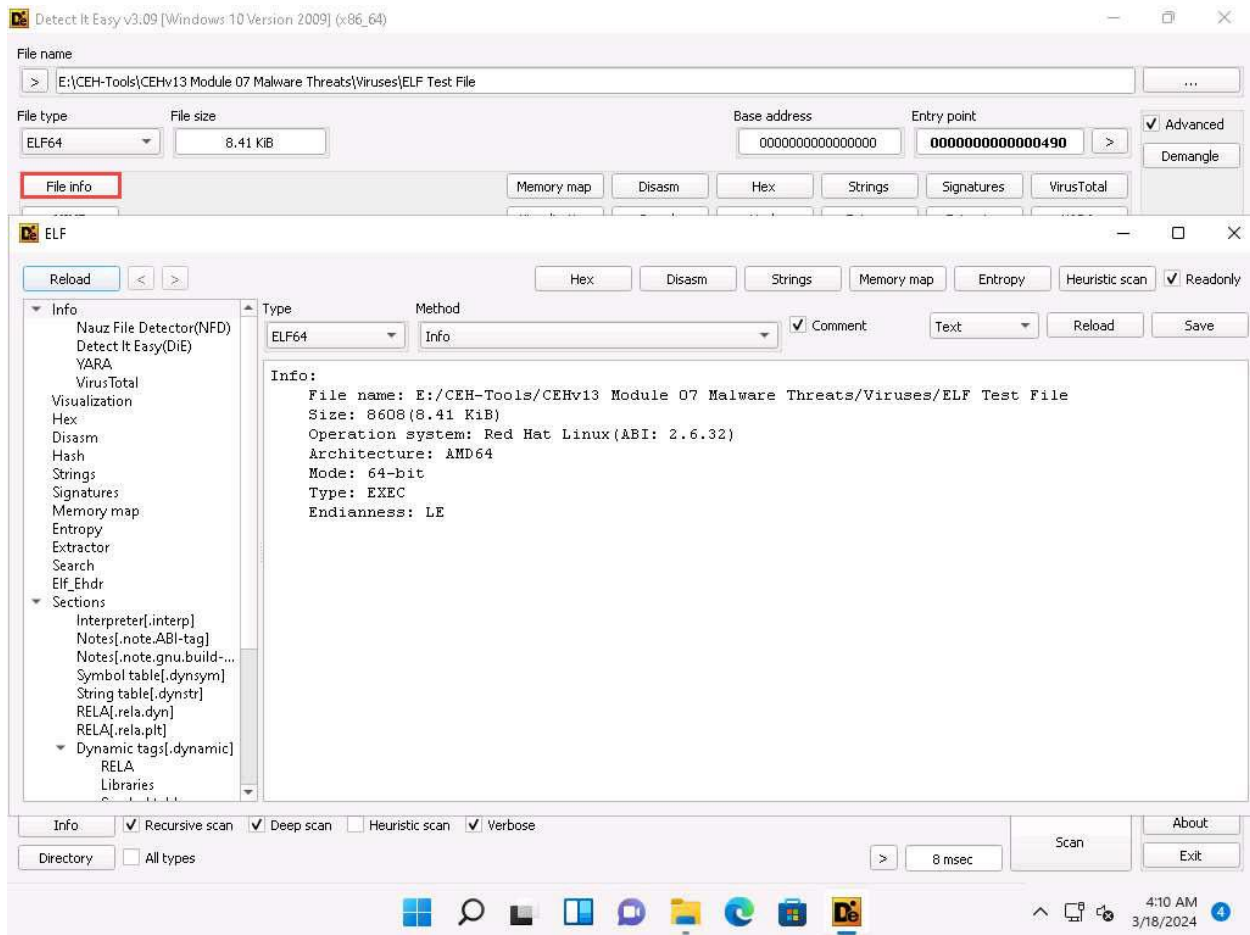 Detect It Easy v3.09 [Windows 10 Version 2009] (x86_64)
File name
> E:\CEH-Tools\CEHv13 Module 07 Malware Threats\Viruses\ELF Test File ...
File type File size Base address Entry point
ELF64 8.41 KiB 0000000000000000 0000000000000490 > Advanced
Demangle
File info Memory map Disasm Hex Strings Signatures VirusTotal
ELF
Reload < > Hex Disasm Strings Memory map Entropy Heuristic scan Readonly
Type Method
ELF64 Info Comment Text Reload Save
Info
Nauz File Detector(NFD)
Detect It Easy(DiE)
YARA
VirusTotal
Visualization
Hex
Disasm
Hash
Strings
Signatures
Memory map
Entropy
Extractor
Search
Elf_Ehdr
Sections
Interpreter[.interp]
Notes[.note.ABI-tag]
Notes[.note.gnu.build-...
Symbol table[.dynsym]
String table[.dynstr]
RELA[.rela.dyn]
RELA[.rela.plt]
Dynamic tags[.dynamic]
RELA
Libraries
Info:
File name: E:/CEH-Tools/CEHv13 Module 07 Malware Threats/Viruses/ELF Test File
Size: 8608(8.41 KiB)
Operation system: Red Hat Linux(ABI: 2.6.32)
Architecture: AMD64
Mode: 64-bit
Type: EXEC
Endianness: LE
Info Recursive scan Deep scan Heuristic scan Verbose About
Scan
Directory All types > 8 msec Exit
De
4:10 AM
3/18/2024
4